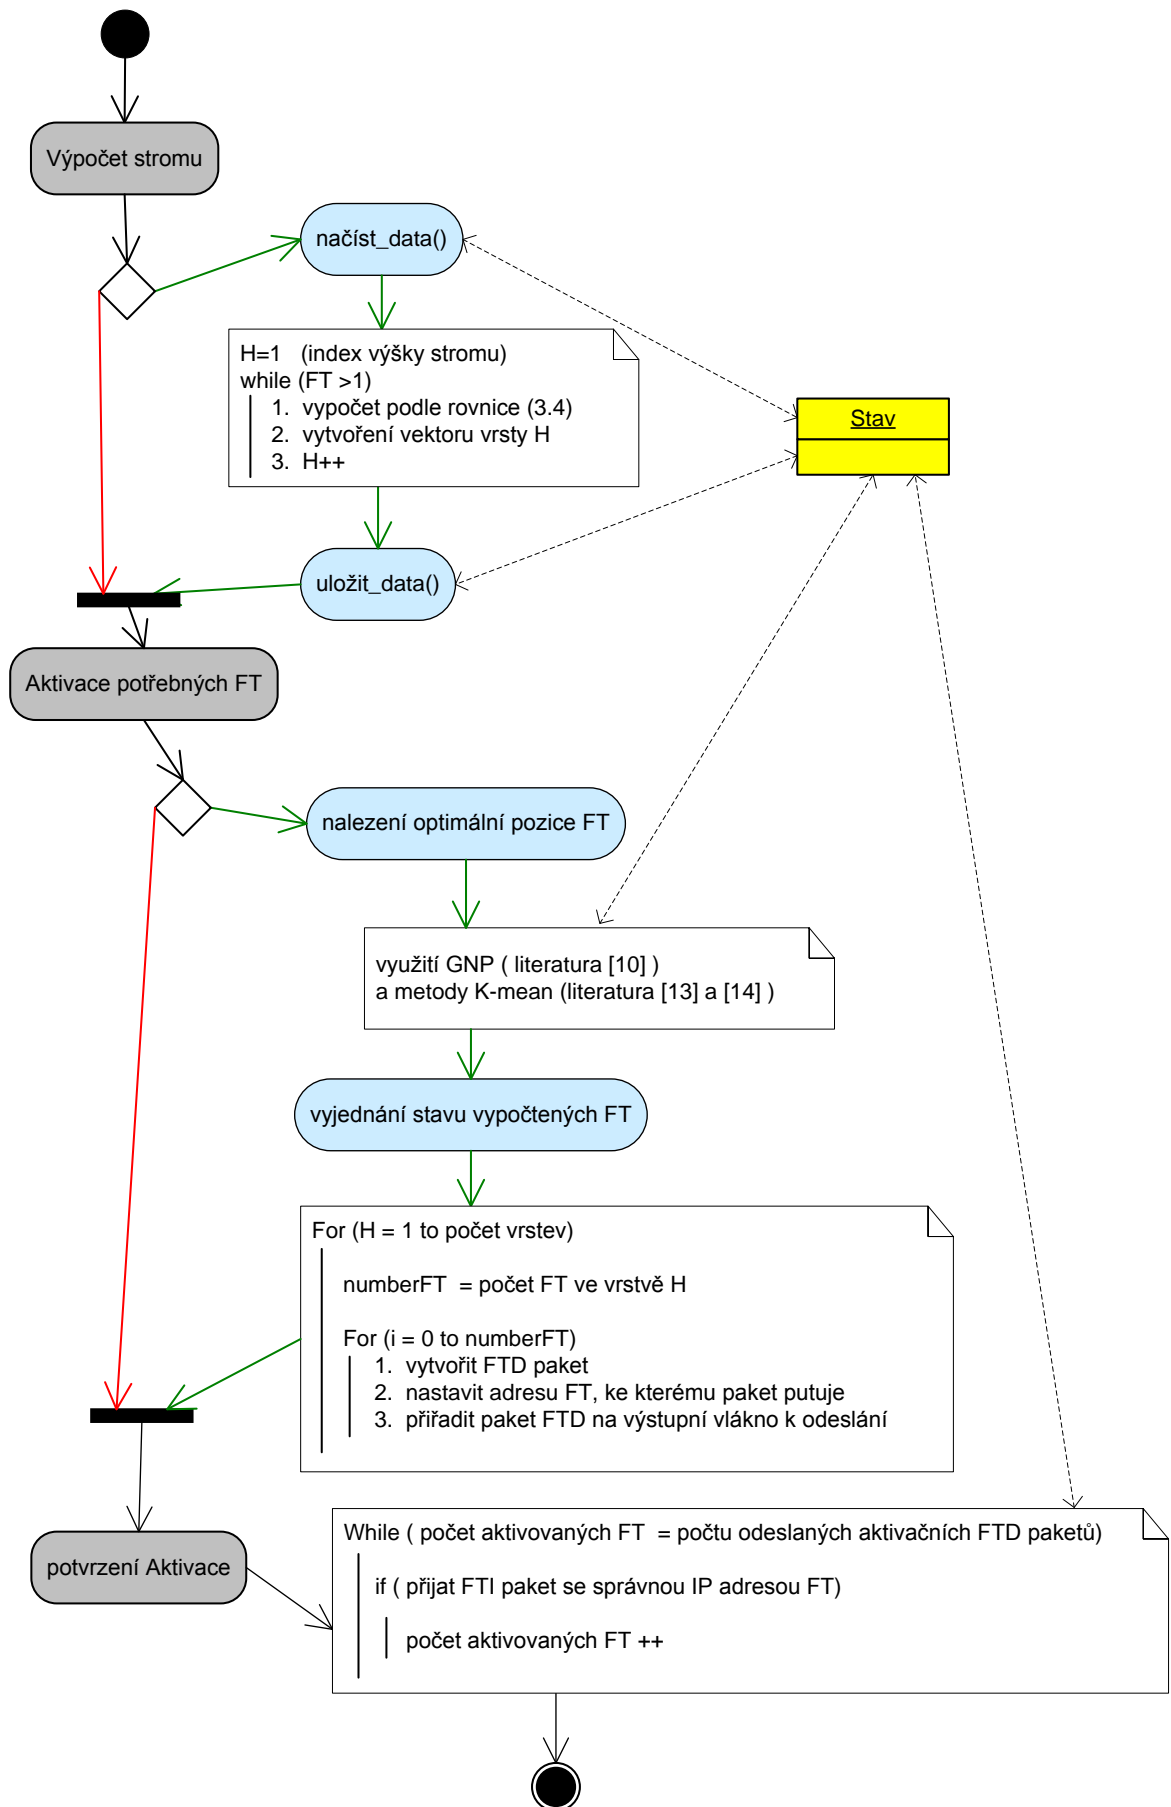 Výpočet stromu
načíst_data()
H=1 (index výšky stromu)
while (FT >1)
1. vypočet podle rovnice (3.4)
2. vytvoření vektoru vrsty H
3. H++
Stav
uložit_data()
Aktivace potřebných FT
nalezení optimální pozice FT
využití GNP ( literatura [10] )
a metody K-mean (literatura [13] a [14] )
vyjednání stavu vypočtených FT
For (H = 1 to počet vrstev)
numberFT = počet FT ve vrstvě H
For (i = 0 to numberFT)
1. vytvořit FTD paket
2. nastavit adresu FT, ke kterému paket putuje
3. přiřadit paket FTD na výstupní vlákno k odeslání
potvrzení Aktivace
While ( počet aktivovaných FT = počtu odeslaných aktivačních FTD paketů)
if ( přijat FTI paket se správnou IP adresou FT)
počet aktivovaných FT ++